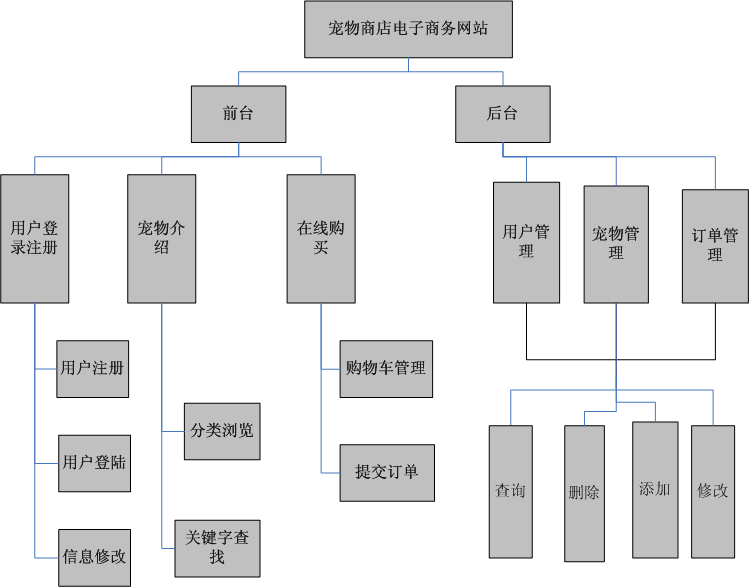 宠物商店电子商务网站
前台
后台
用户登
录注册
宠物介
绍
在线购
买
用户管
理
宠物管
理
订单管
理
用户注册
购物车管理
分类浏览
用户登陆
提交订单
查询
删除
添加
修改
信息修改
关键字查
找